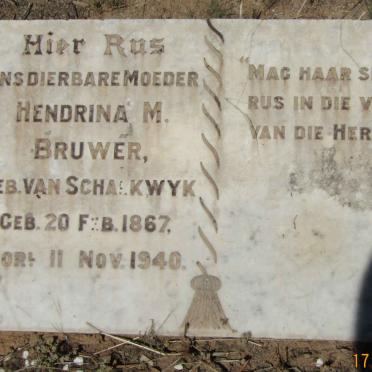 Hier Rus
ONS DIERBARE MOEDER
HENDRINA M.
BRUWER,
GEB. VAN SCHALKWYK
GEB. 20 FEB. 1867.
OORL 11 NOV. 1940.
"MAG HAAR
RUS IN DIE
VAN DIE
17